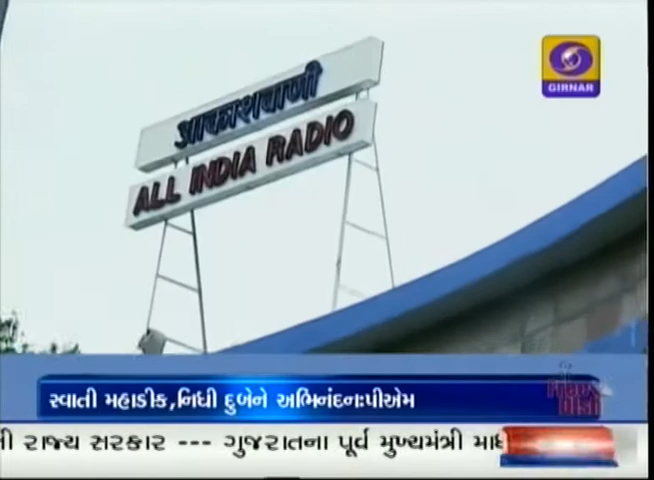 आकाशवाणी
ALL INDIA RADIO
GIRNAR
સ્વાતી મહાડીક,નિધી દુબેને અભિનંદનઃપીએમ
રાજ્ય સરકાર --- ગુજરાતના પૂર્વ મુખ્યમંત્રી